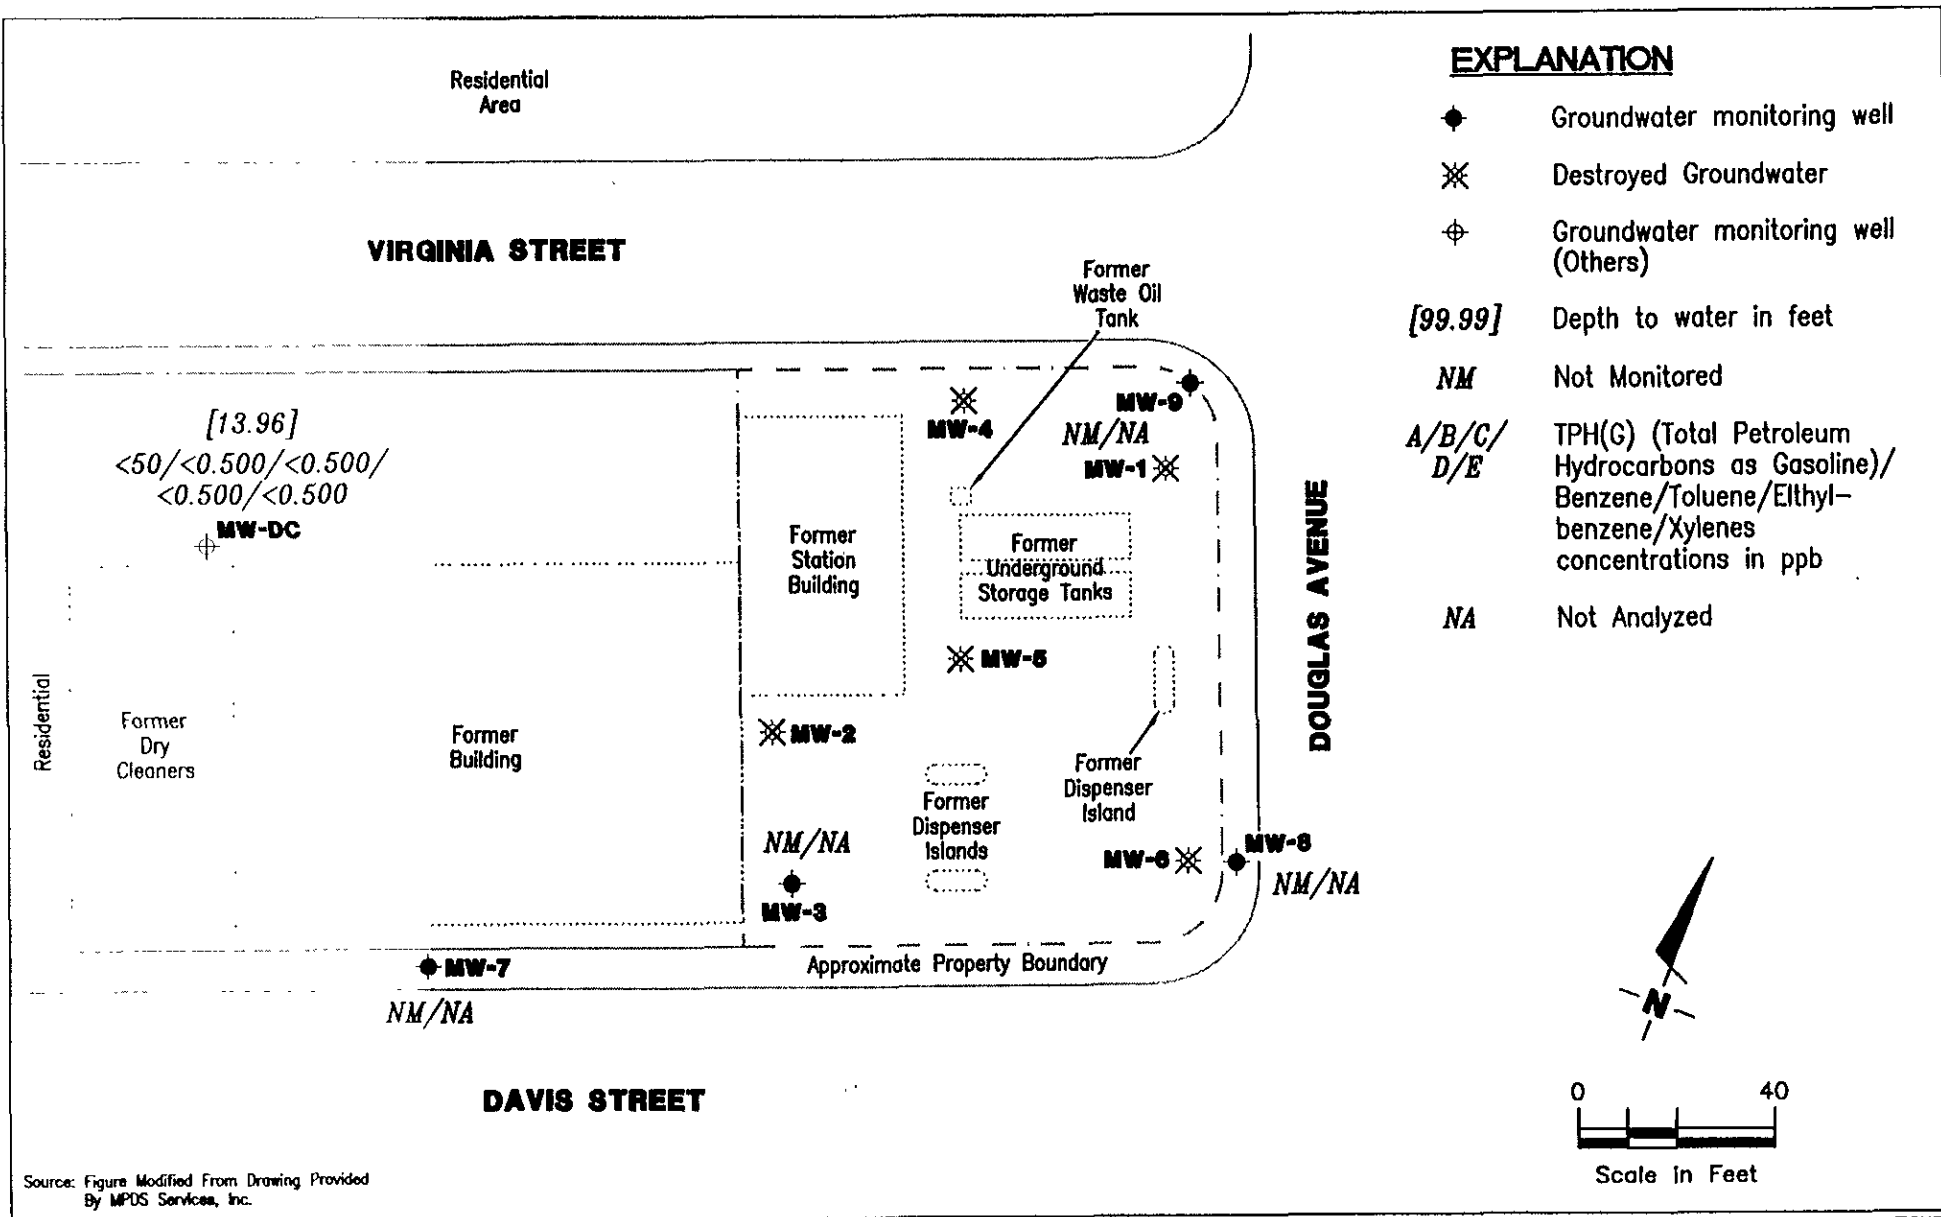 Residential
Area
VIRGINIA STREET
Former
Waste Oil
Tank
[13.96]
<50/<0.500/<0.500/
<0.500/<0.500
MW-DC
MW-4
MW-9
NM/NA
MW-1
Former
Station
Building
Former
Underground
Storage Tanks
MW-5
MW-2
Residential
Former
Dry
Cleaners
Former
Building
Former
Dispenser
Islands
Former
Dispenser
Island
NM/NA
MW-3
MW-6
MW-8
NM/NA
DOUGLAS AVENUE
MW-7
NM/NA
Approximate Property Boundary
DAVIS STREET
Source: Figure Modified From Drawing Provided
By MPDS Services, Inc.
EXPLANATION
Groundwater monitoring well
Destroyed Groundwater
Groundwater monitoring well
(Others)
[99.99] Depth to water in feet
NM Not Monitored
A/B/C/ TPH(G) (Total Petroleum
D/E Hydrocarbons as Gasoline)/
Benzene/Toluene/Elthyl-
benzene/Xylenes
concentrations in ppb
NA Not Analyzed
N
0 40
Scale in Feet